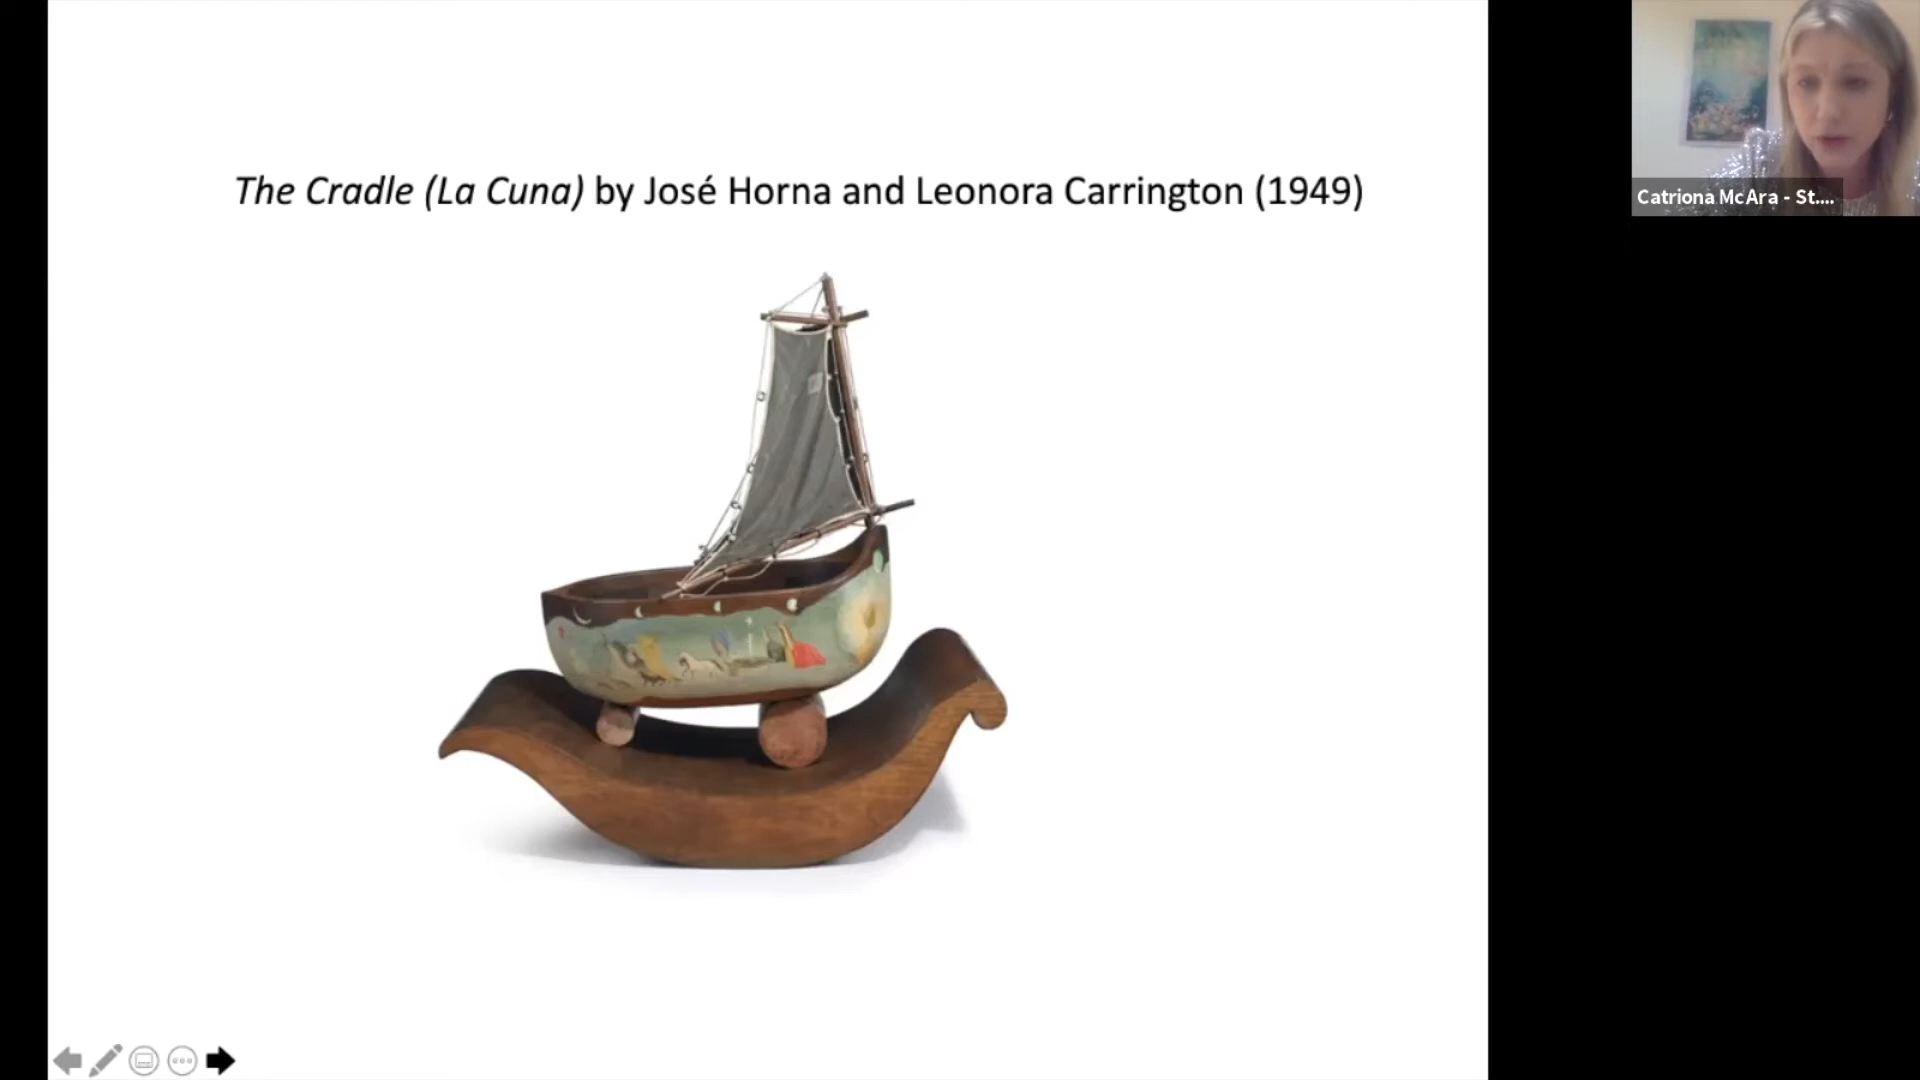 The Cradle (La Cuna) by José Horna and Leonora Carrington (1949)
Catriona McAra - St....